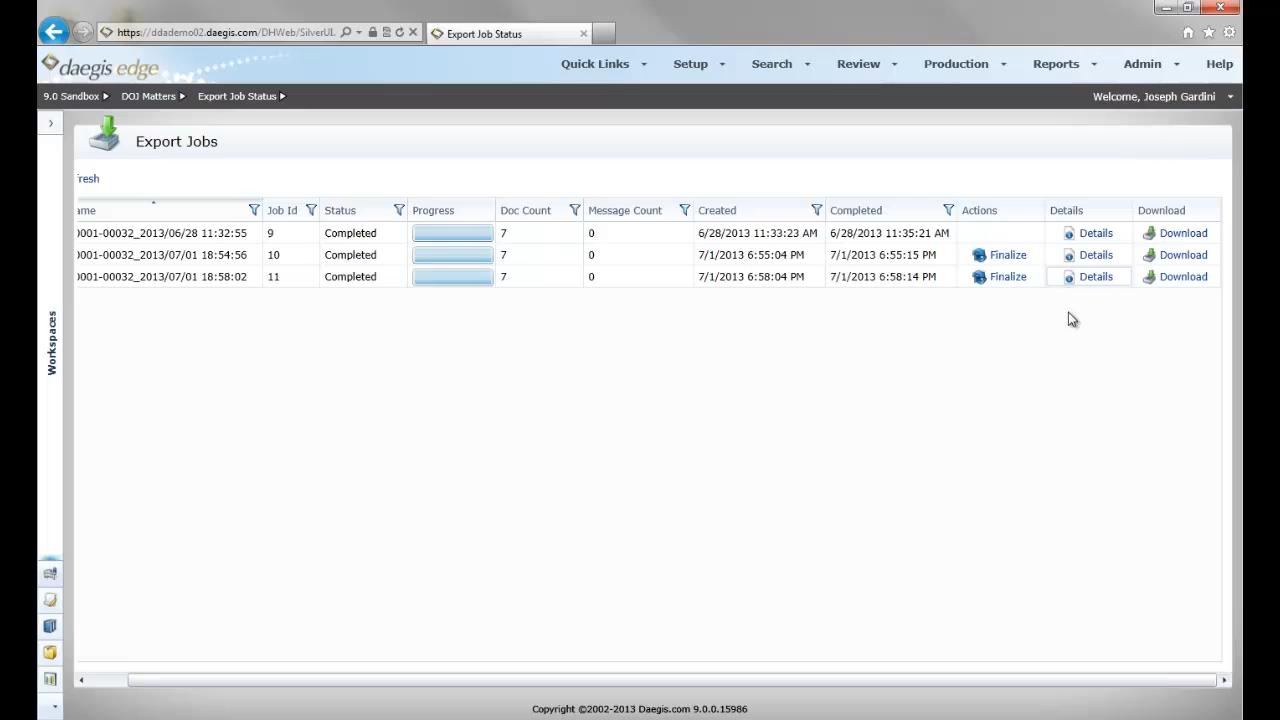 https://ddademo02.daegis.com/DHWeb/SilverUI.
Export Job Status
daegis edge
Quick Links Setup Search Review Production Reports Admin Help
9.0 Sandbox DOJ Matters Export Job Status Welcome, Joseph Gardini
Export Jobs
fresh
ame Job Id Status Progress Doc Count Message Count Created Completed Actions Details Download
0001-00032_2013/06/28 11:32:55 9 Completed 7 0 6/28/2013 11:33:23 AM 6/28/2013 11:35:21 AM Details Download
0001-00032_2013/07/01 18:54:56 10 Completed 7 0 7/1/2013 6:55:04 PM 7/1/2013 6:55:15 PM Finalize Details Download
0001-00032_2013/07/01 18:58:02 11 Completed 7 0 7/1/2013 6:58:04 PM 7/1/2013 6:58:14 PM Finalize Details Download
Workspaces
Copyright ©2002-2013 Daegis.com 9.0.0.15986